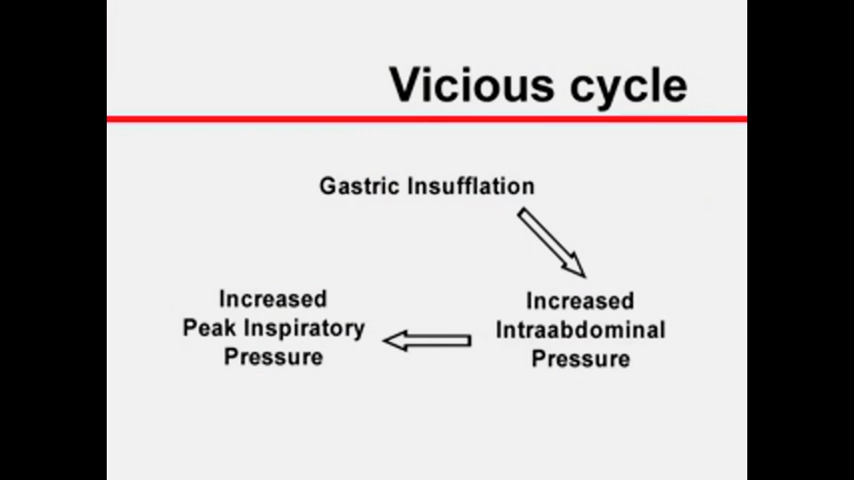 Vicious cycle
Gastric Insufflation
Increased
Peak Inspiratory
Pressure
Increased
Intraabdominal
Pressure